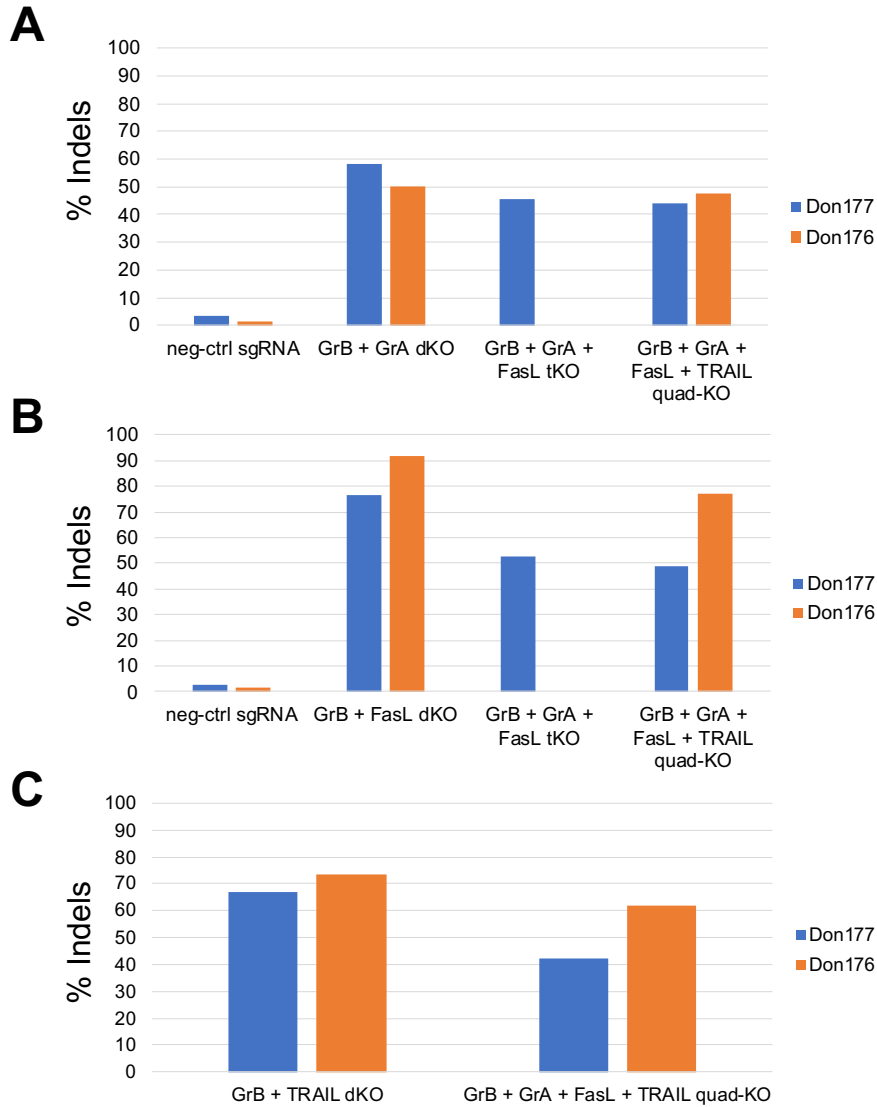 A
% Indels
100
90
80
70
60
50
40
30
20
10
0
neg-ctrl sgRNA
GrB + GrA dKO
GrB + GrA +
FasL tKO
GrB + GrA +
FasL + TRAIL
quad-KO
Don177
Don176
B
% Indels
100
90
80
70
60
50
40
30
20
10
0
neg-ctrl sgRNA
GrB + FasL dKO
GrB + GrA +
FasL tKO
GrB + GrA +
FasL + TRAIL
quad-KO
Don177
Don176
C
% Indels
100
90
80
70
60
50
40
30
20
10
0
GrB + TRAIL dKO
GrB + GrA + FasL + TRAIL quad-KO
Don177
Don176